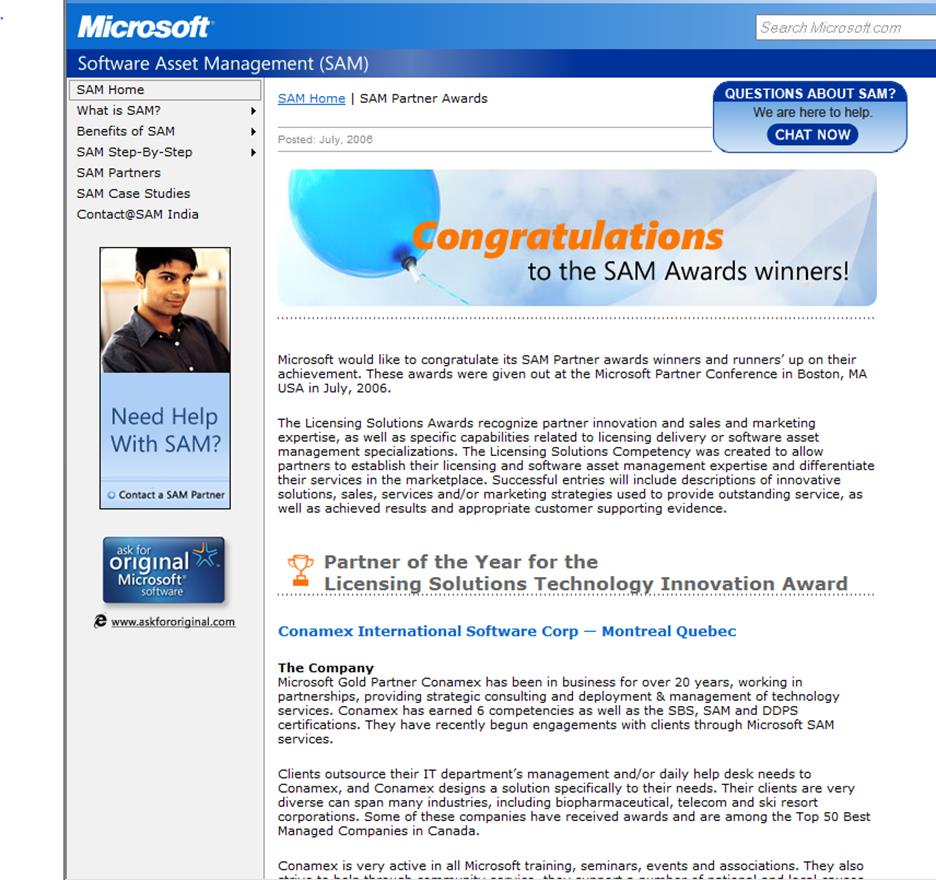 Microsoft
Search Microsoft.com
Software Asset Management (SAM)
SAM Home
What is SAM?
Benefits of SAM
SAM Step-By-Step
SAM Partners
SAM Case Studies
Contact@SAM India
Need Help
With SAM?
Contact a SAM Partner
ask for
original
Microsoft®
software
www.askfororiginal.com
SAM Home | SAM Partner Awards
QUESTIONS ABOUT SAM?
We are here to help.
CHAT NOW
Posted: July, 2006
Congratulations
to the SAM Awards winners!
Microsoft would like to congratulate its SAM Partner awards winners and runners’ up on their
achievement. These awards were given out at the Microsoft Partner Conference in Boston, MA
USA in July, 2006.
The Licensing Solutions Awards recognize partner innovation and sales and marketing
expertise, as well as specific capabilities related to licensing delivery or software asset
management specializations. The Licensing Solutions Competency was created to allow
partners to establish their licensing and software asset management expertise and differentiate
their services in the marketplace. Successful entries will include descriptions of innovative
solutions, sales, services and/or marketing strategies used to provide outstanding service, as
well as achieved results and appropriate customer supporting evidence.
Partner of the Year for the
Licensing Solutions Technology Innovation Award
Conamex International Software Corp — Montreal Quebec
The Company
Microsoft Gold Partner Conamex has been in business for over 20 years, working in
partnerships, providing strategic consulting and deployment & management of technology
services. Conamex has earned 6 competencies as well as the SBS, SAM and DDPS
certifications. They have recently begun engagements with clients through Microsoft SAM
services.
Clients outsource their IT department’s management and/or daily help desk needs to
Conamex, and Conamex designs a solution specifically to their needs. Their clients are very
diverse can span many industries, including biopharmaceutical, telecom and ski resort
corporations. Some of these companies have received awards and are among the Top 50 Best
Managed Companies in Canada.
Conamex is very active in all Microsoft training, seminars, events and associations. They also